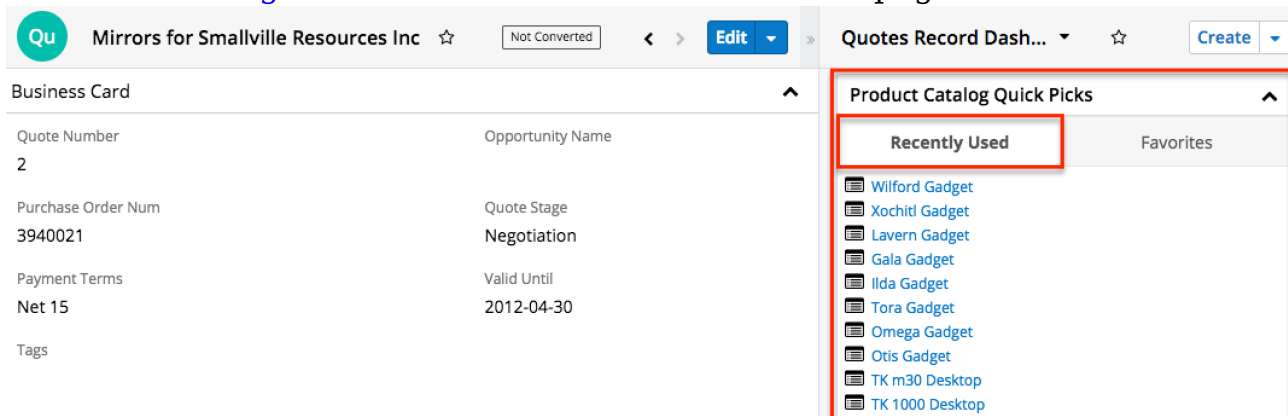 Qu Mirrors for Smallville Resources Inc Not Converted Edit
Quotes Record Dash... Create
Business Card
Quote Number Opportunity Name
2
Purchase Order Num Quote Stage
3940021 Negotiation
Payment Terms Valid Until
Net 15 2012-04-30
Tags
Product Catalog Quick Picks
Recently Used Favorites
Wilford Gadget
Xochitl Gadget
Lavern Gadget
Gala Gadget
Ilda Gadget
Tora Gadget
Omega Gadget
Otis Gadget
TK m30 Desktop
TK 1000 Desktop